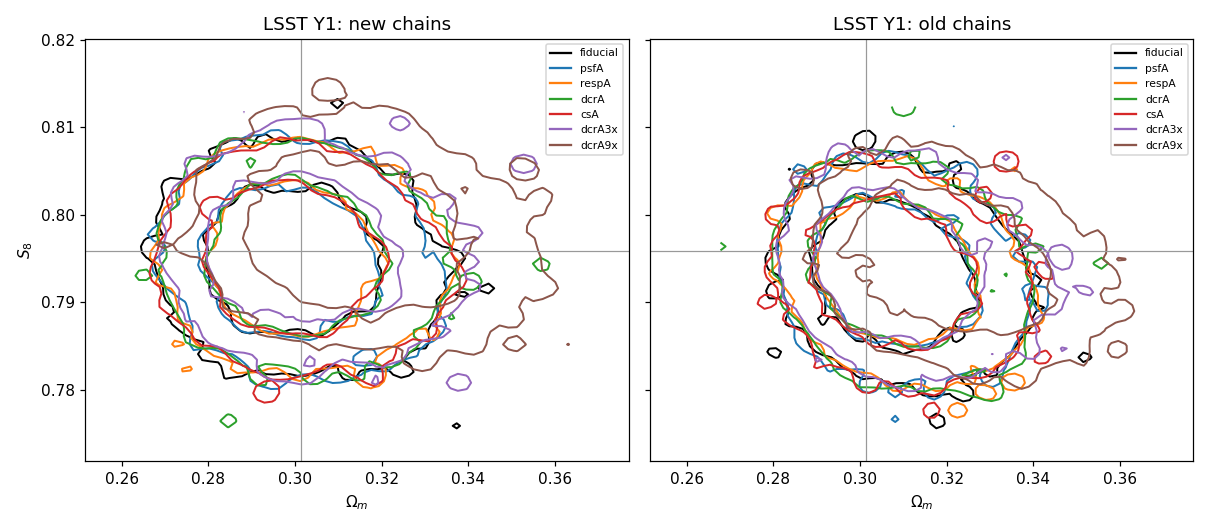 LSST Y1: new chains
LSST Y1: old chains
0.82
0.81
0.80
0.79
0.78
S8
fiducial
psfA
respA
dcrA
csA
dcrA3x
dcrA9x
fiducial
psfA
respA
dcrA
csA
dcrA3x
dcrA9x
0.26 0.28 0.30 0.32 0.34 0.36
0.26 0.28 0.30 0.32 0.34 0.36
Ωm
Ωm